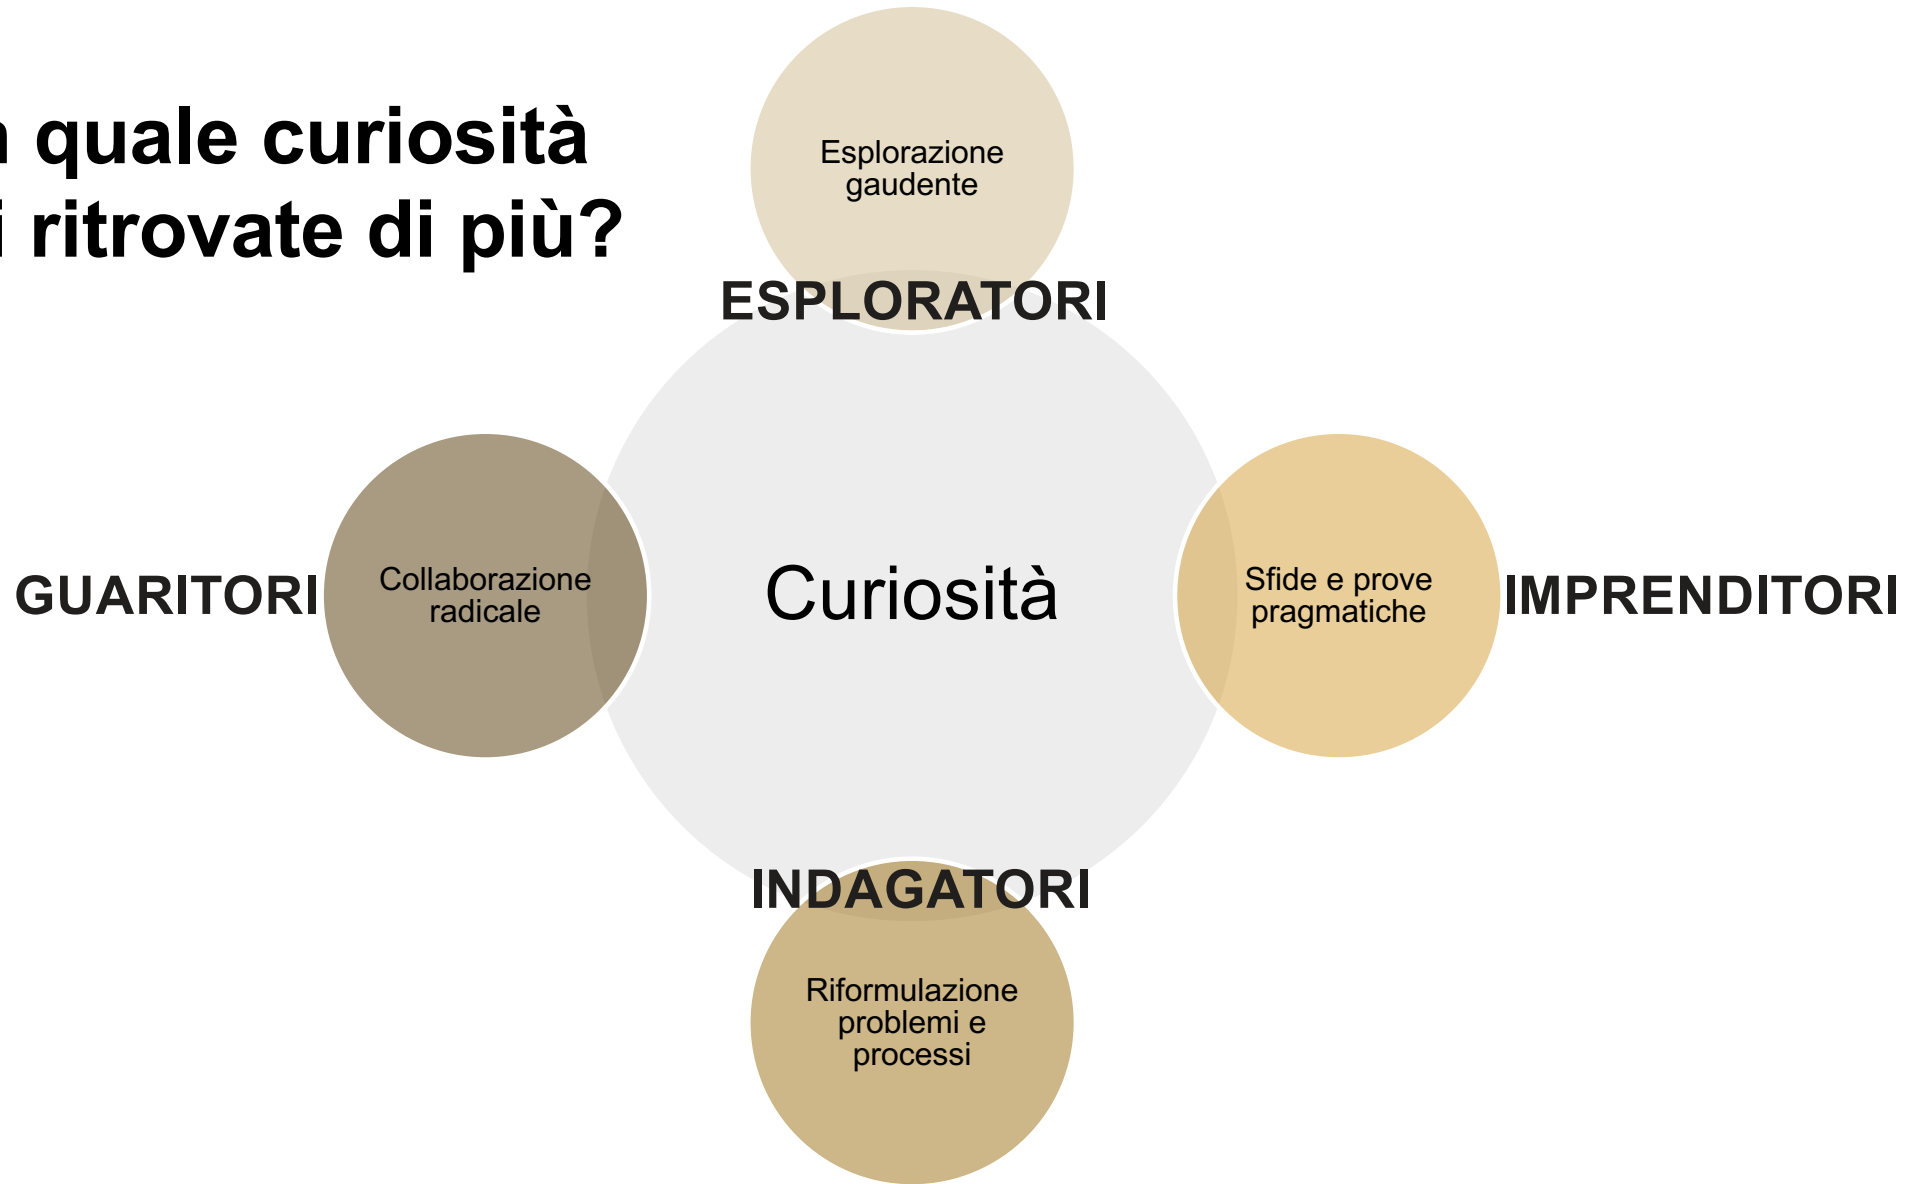 quale curiosità
ritrovate di più?
Esplorazione
gaudente
ESPLORATORI
GUARITORI
Collaborazione
radicale
Curiosità
Sfide e prove
pragmatiche
IMPRENDITORI
INDAGATORI
Riformulazione
problemi e
processi